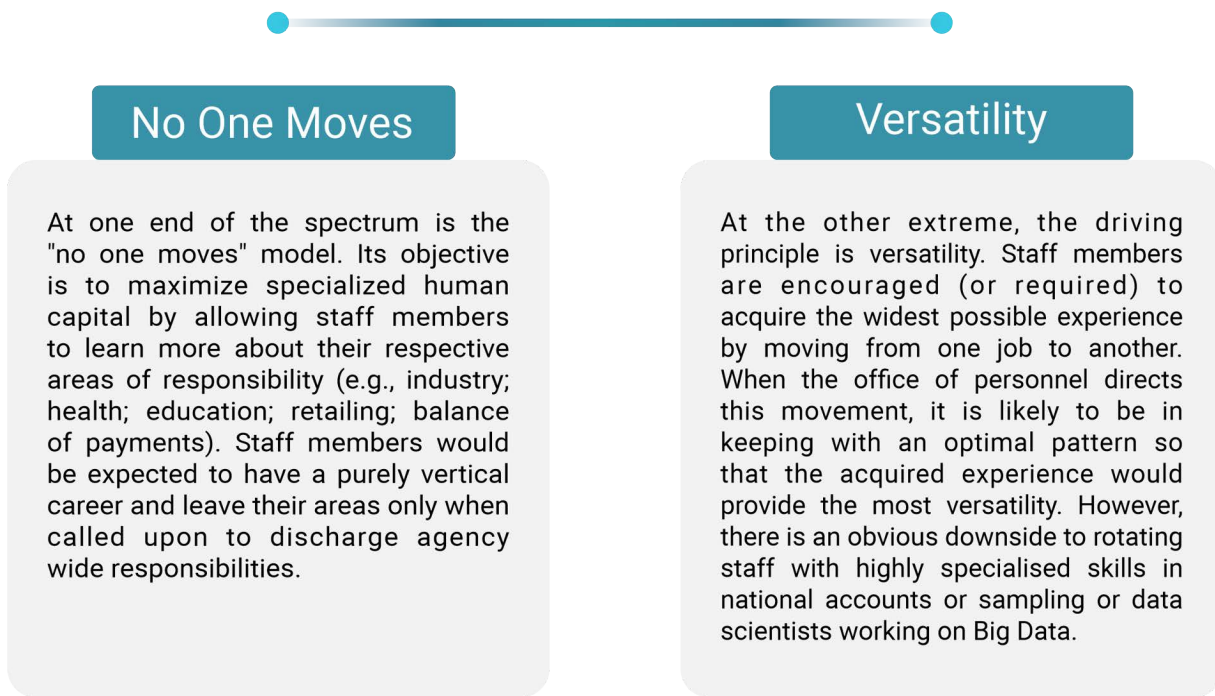 No One Moves
At one end of the spectrum is the
"no one moves" model. Its objective
is to maximize specialized human
capital by allowing staff members
to learn more about their respective
areas of responsibility (e.g., industry;
health; education; retailing; balance
of payments). Staff members would
be expected to have a purely vertical
career and leave their areas only when
called upon to discharge agency
wide responsibilities.
Versatility
At the other extreme, the driving
principle is versatility. Staff members
are encouraged (or required) to
acquire the widest possible experience
by moving from one job to another.
When the office of personnel directs
this movement, it is likely to be in
keeping with an optimal pattern so
that the acquired experience would
provide the most versatility. However,
there is an obvious downside to rotating
staff with highly specialised skills in
national accounts or sampling or data
scientists working on Big Data.